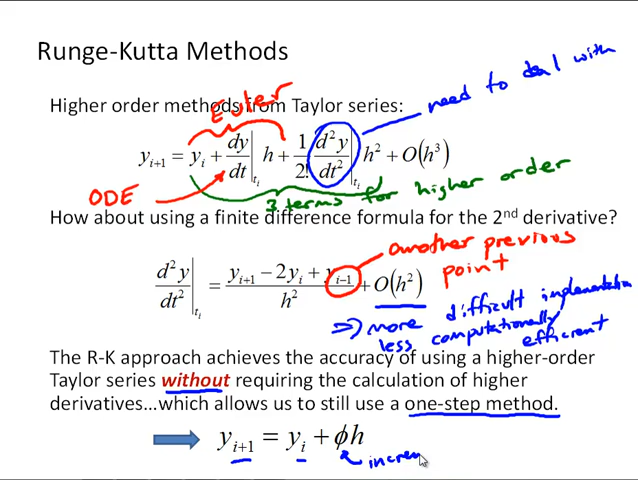 Runge-Kutta Methods
Euler
need to deal with
Higher order methods from Taylor series:
y_{i+1} = y_i + dy/dt|_{t_i} h + 1/2! d²y/dt²|_{t_i} h² + O(h³)
ODE
3 terms for higher order
How about using a finite difference formula for the 2nd derivative?
another previous
point
d²y/dt²|_{t_i} = (y_{i+1} − 2y_i + y_{i−1})/h² + O(h²)
⇒ more difficult implementation
less computationally
efficient
The R-K approach achieves the accuracy of using a higher-order
Taylor series without requiring the calculation of higher
derivatives…which allows us to still use a one-step method.
y_{i+1} = y_i + ϕh
increm